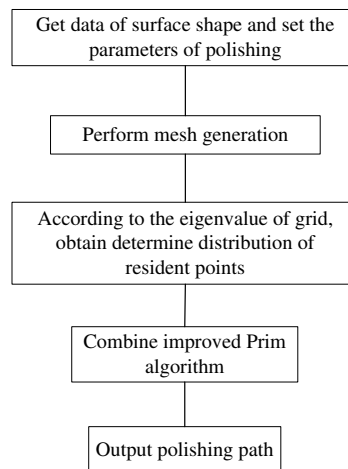 Get data of surface shape and set the
parameters of polishing
Perform mesh generation
According to the eigenvalue of grid,
obtain determine distribution of
resident points
Combine improved Prim
algorithm
Output polishing path